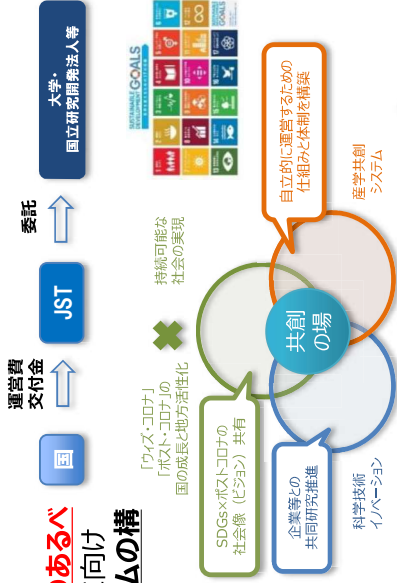 のあるべ
向け
ムの構
国
運営費
交付金
JST
委託
大学・
国立研究開発法人等
「ウィズ・コロナ」
「ポスト・コロナ」の
国の成長と地方活性化
持続可能な
社会の実現
SUSTAINABLE
DEVELOPMENT
GOALS
SDGs×ポストコロナの
社会像（ビジョン）共有
企業等との
共同研究推進
自立的に運営するための
仕組みと体制を構築
共創
の場
科学技術
イノベーション
産学共創
システム